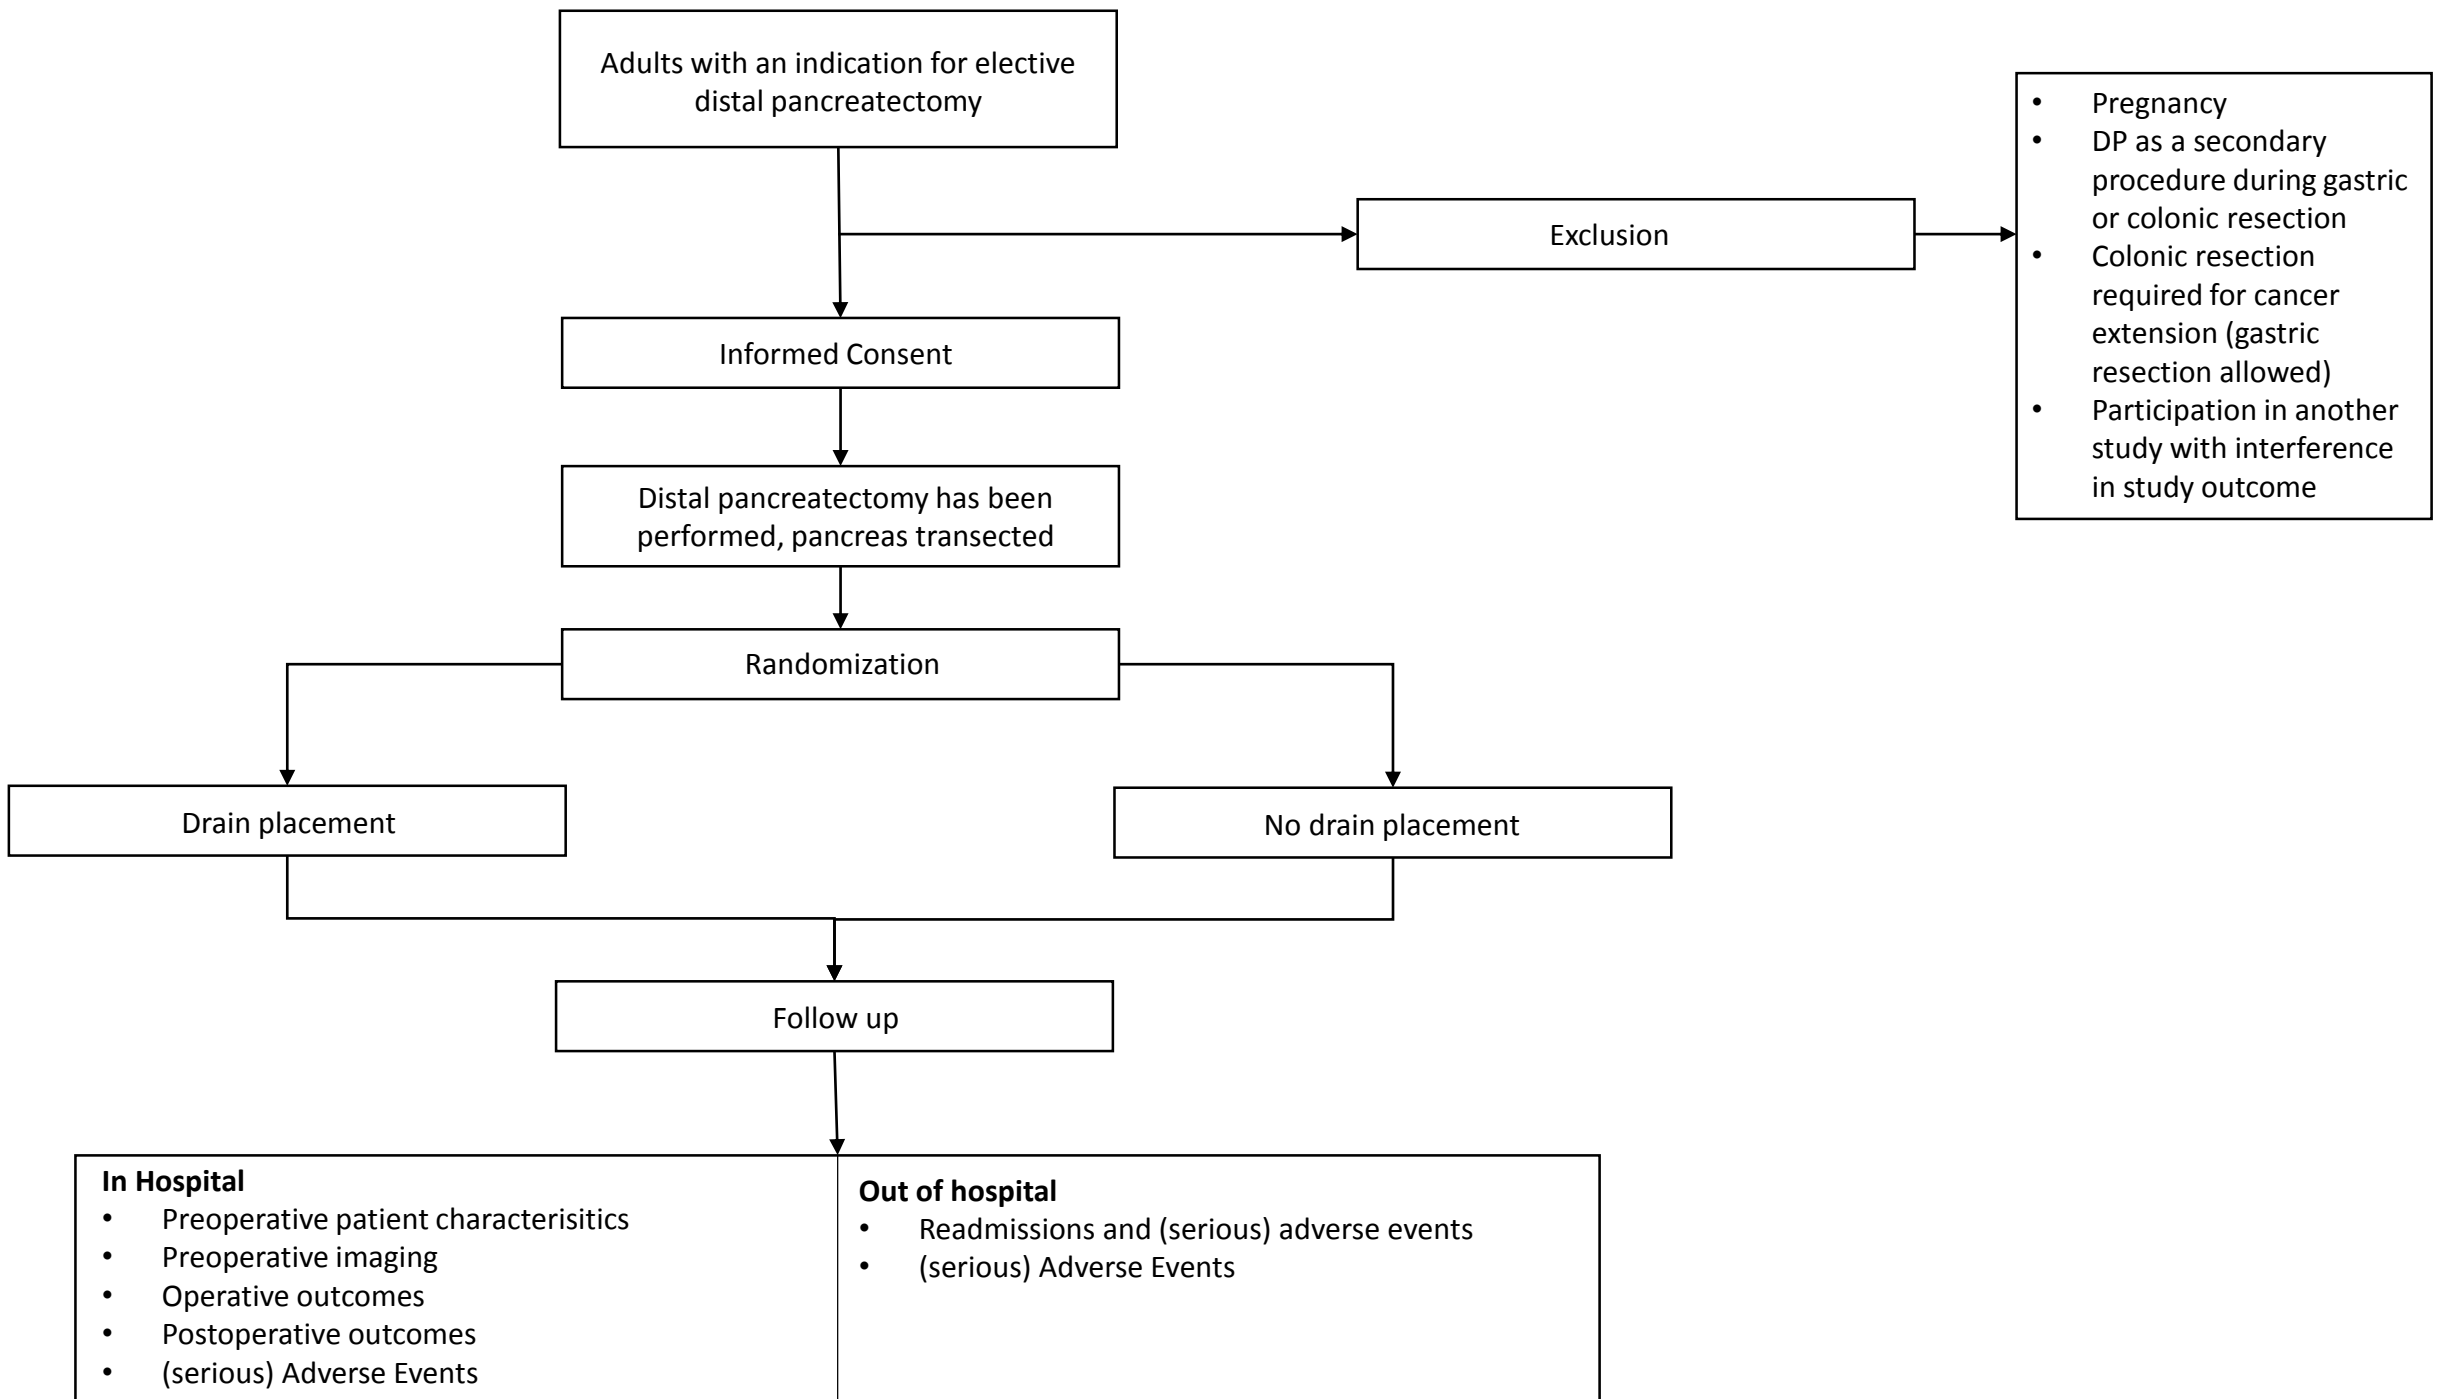 Adults with an indication for elective
distal pancreatectomy
Exclusion
• Pregnancy
• DP as a secondary
procedure during gastric
or colonic resection
• Colonic resection
required for cancer
extension (gastric
resection allowed)
• Participation in another
study with interference
in study outcome
Informed Consent
Distal pancreatectomy has been
performed, pancreas transected
Randomization
Drain placement
No drain placement
Follow up
In Hospital
• Preoperative patient characterisitics
• Preoperative imaging
• Operative outcomes
• Postoperative outcomes
• (serious) Adverse Events
Out of hospital
• Readmissions and (serious) adverse events
• (serious) Adverse Events